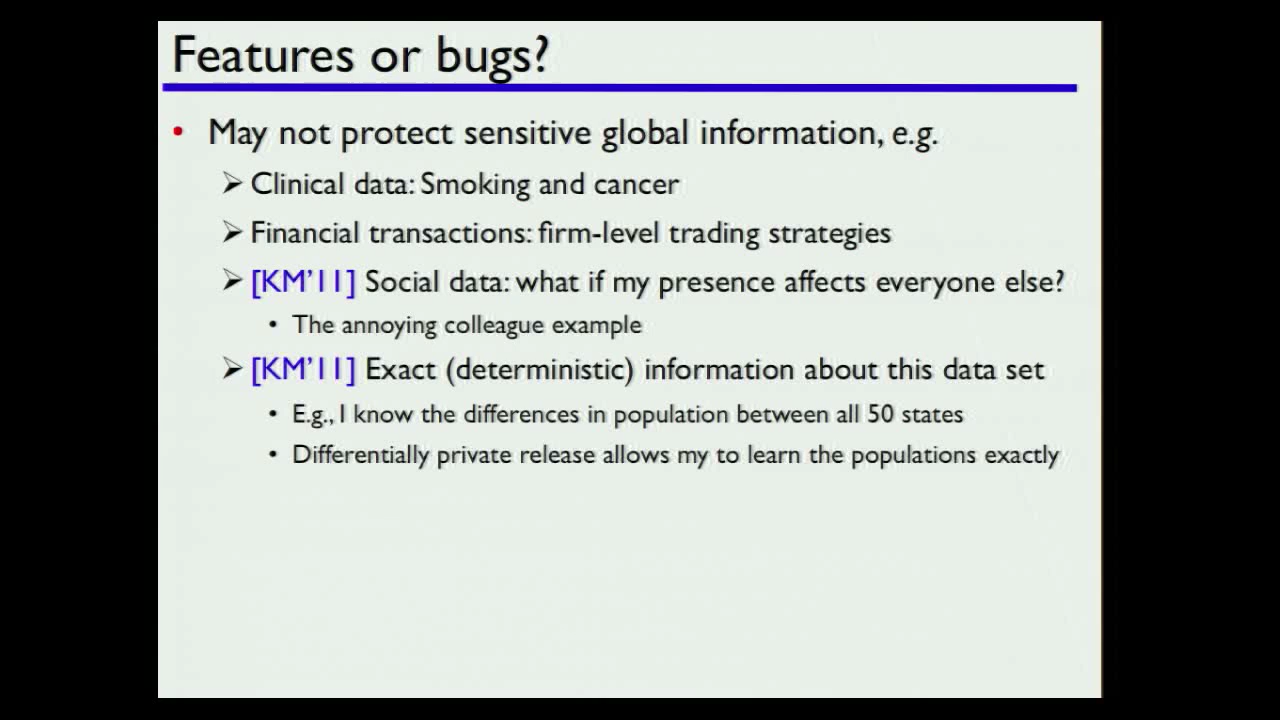 Features or bugs?
• May not protect sensitive global information, e.g.
➢ Clinical data: Smoking and cancer
➢ Financial transactions: firm-level trading strategies
➢ [KM'11] Social data: what if my presence affects everyone else?
• The annoying colleague example
➢ [KM'11] Exact (deterministic) information about this data set
• E.g., I know the differences in population between all 50 states
• Differentially private release allows my to learn the populations exactly